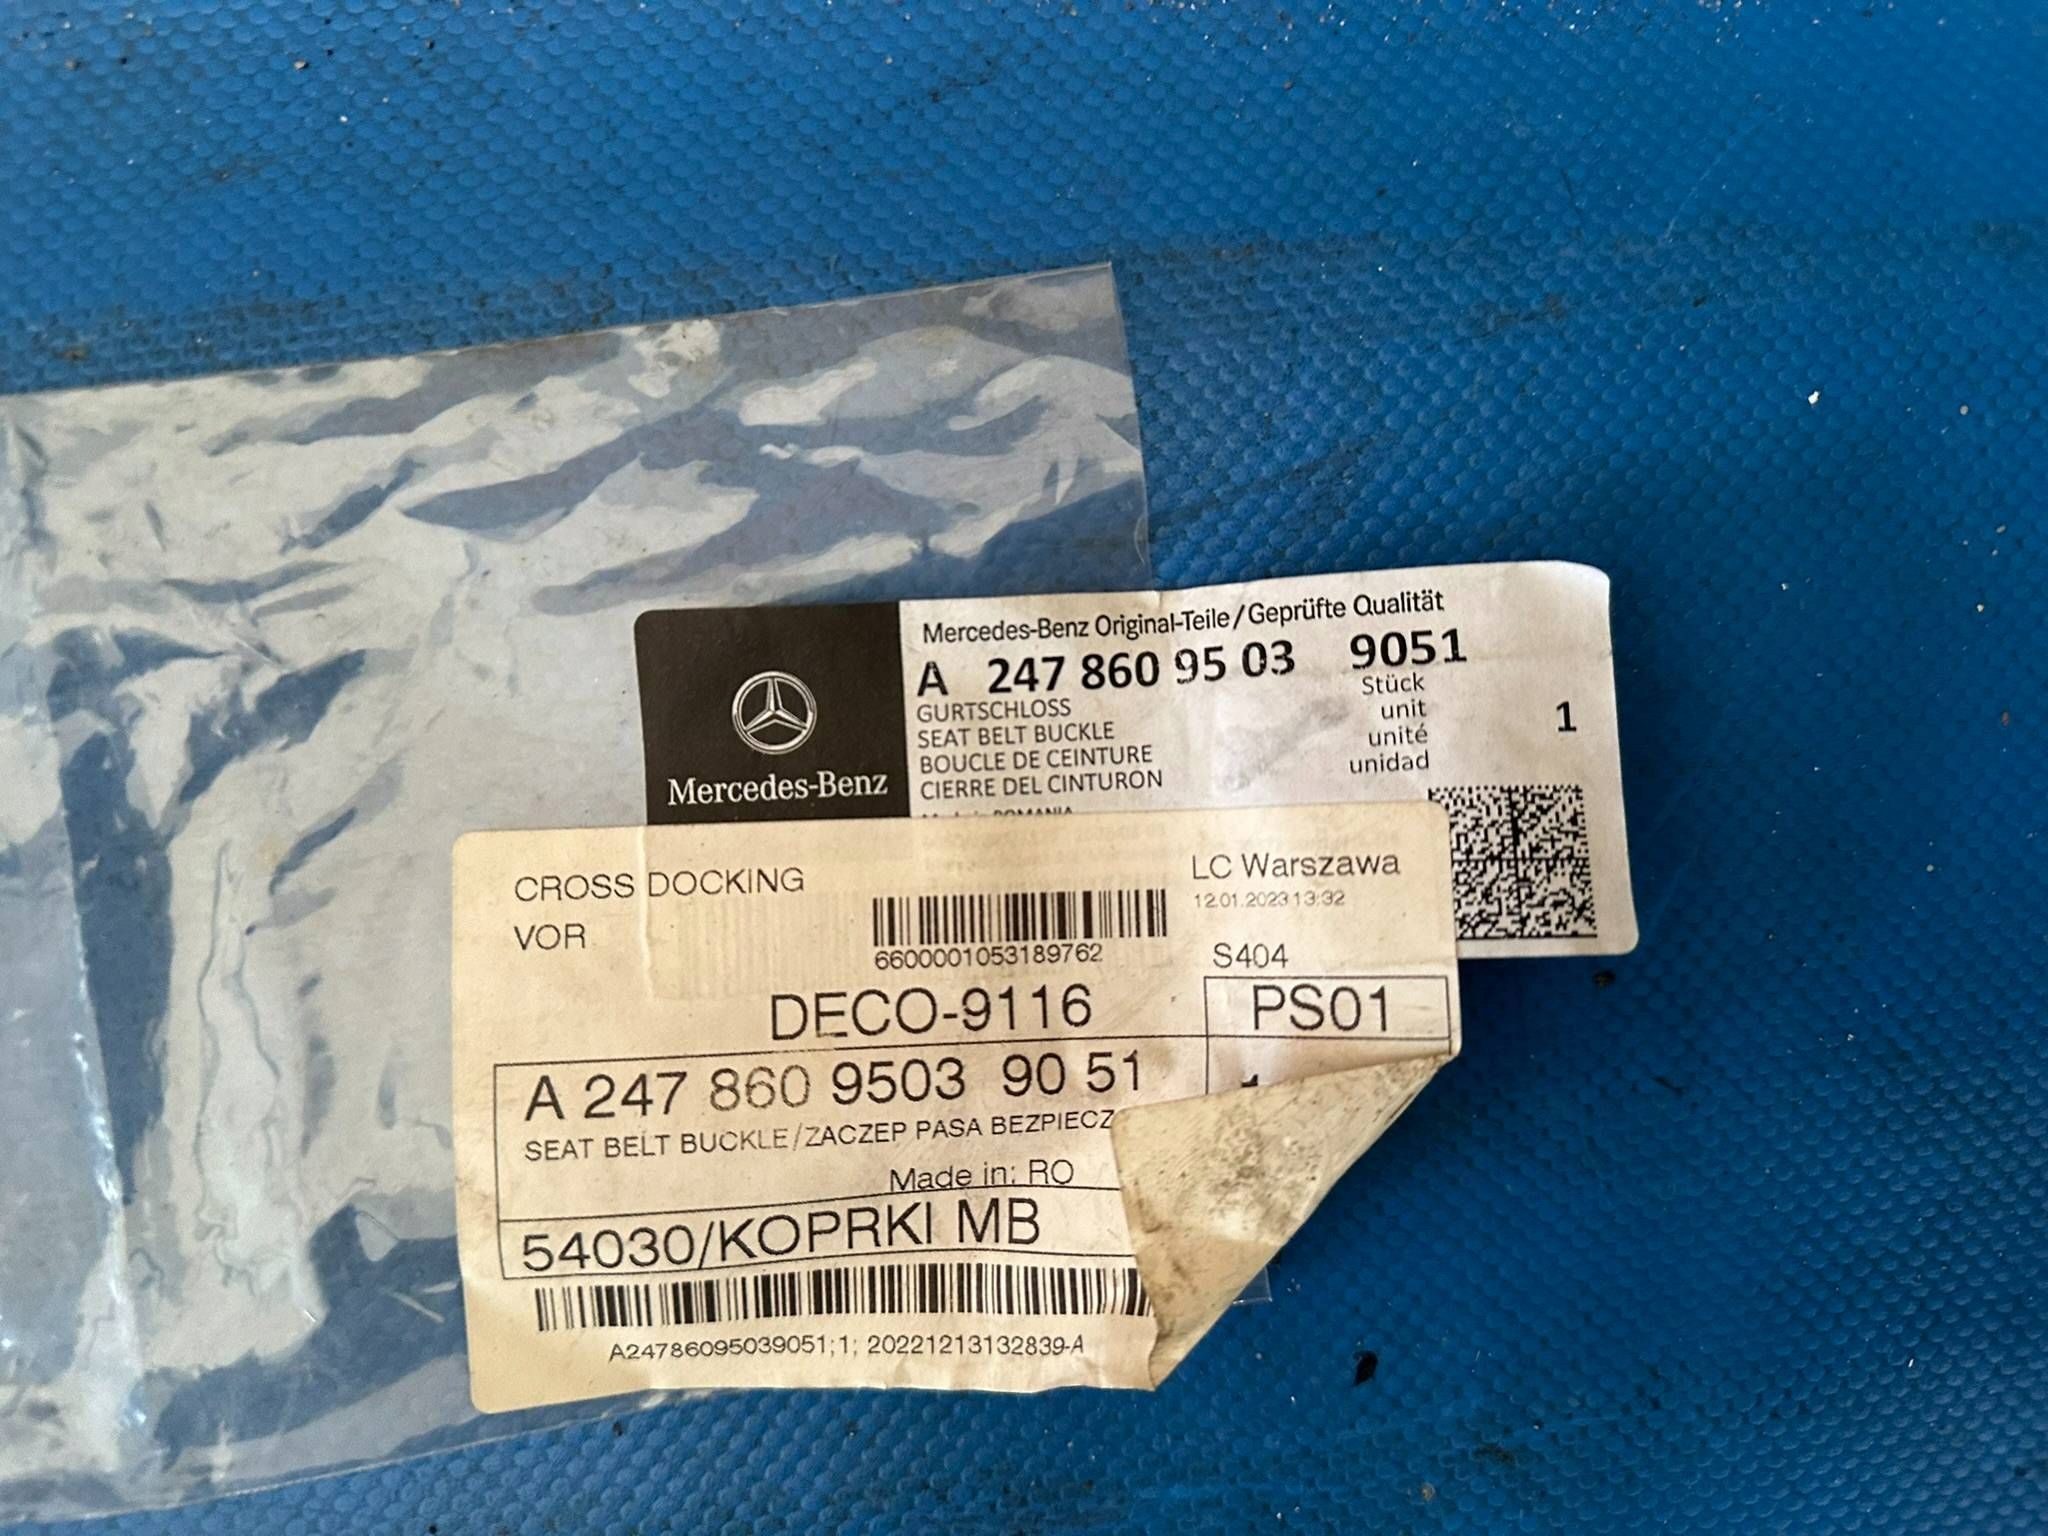 Mercedes-Benz Original-Teile/Geprüfte Qualität
A 247 860 95 03 9051
GURTSCHLOSS
SEAT BELT BUCKLE
BOUCLE DE CEINTURE
CIERRE DEL CINTURON
Stück
unit
unité
unidad
1
Mercedes-Benz
Made in ROMANIA
CROSS DOCKING
VOR
LC Warszawa
12.01.2023 13:32
6600001053189762
S404
DECO-9116
PS01
A 247 860 9503 90 51
SEAT BELT BUCKLE/ZACZEP PASA BEZPIECZ
Made in: RO
54030/KOPRKI MB
A24786095039051;1; 20221213132839-A